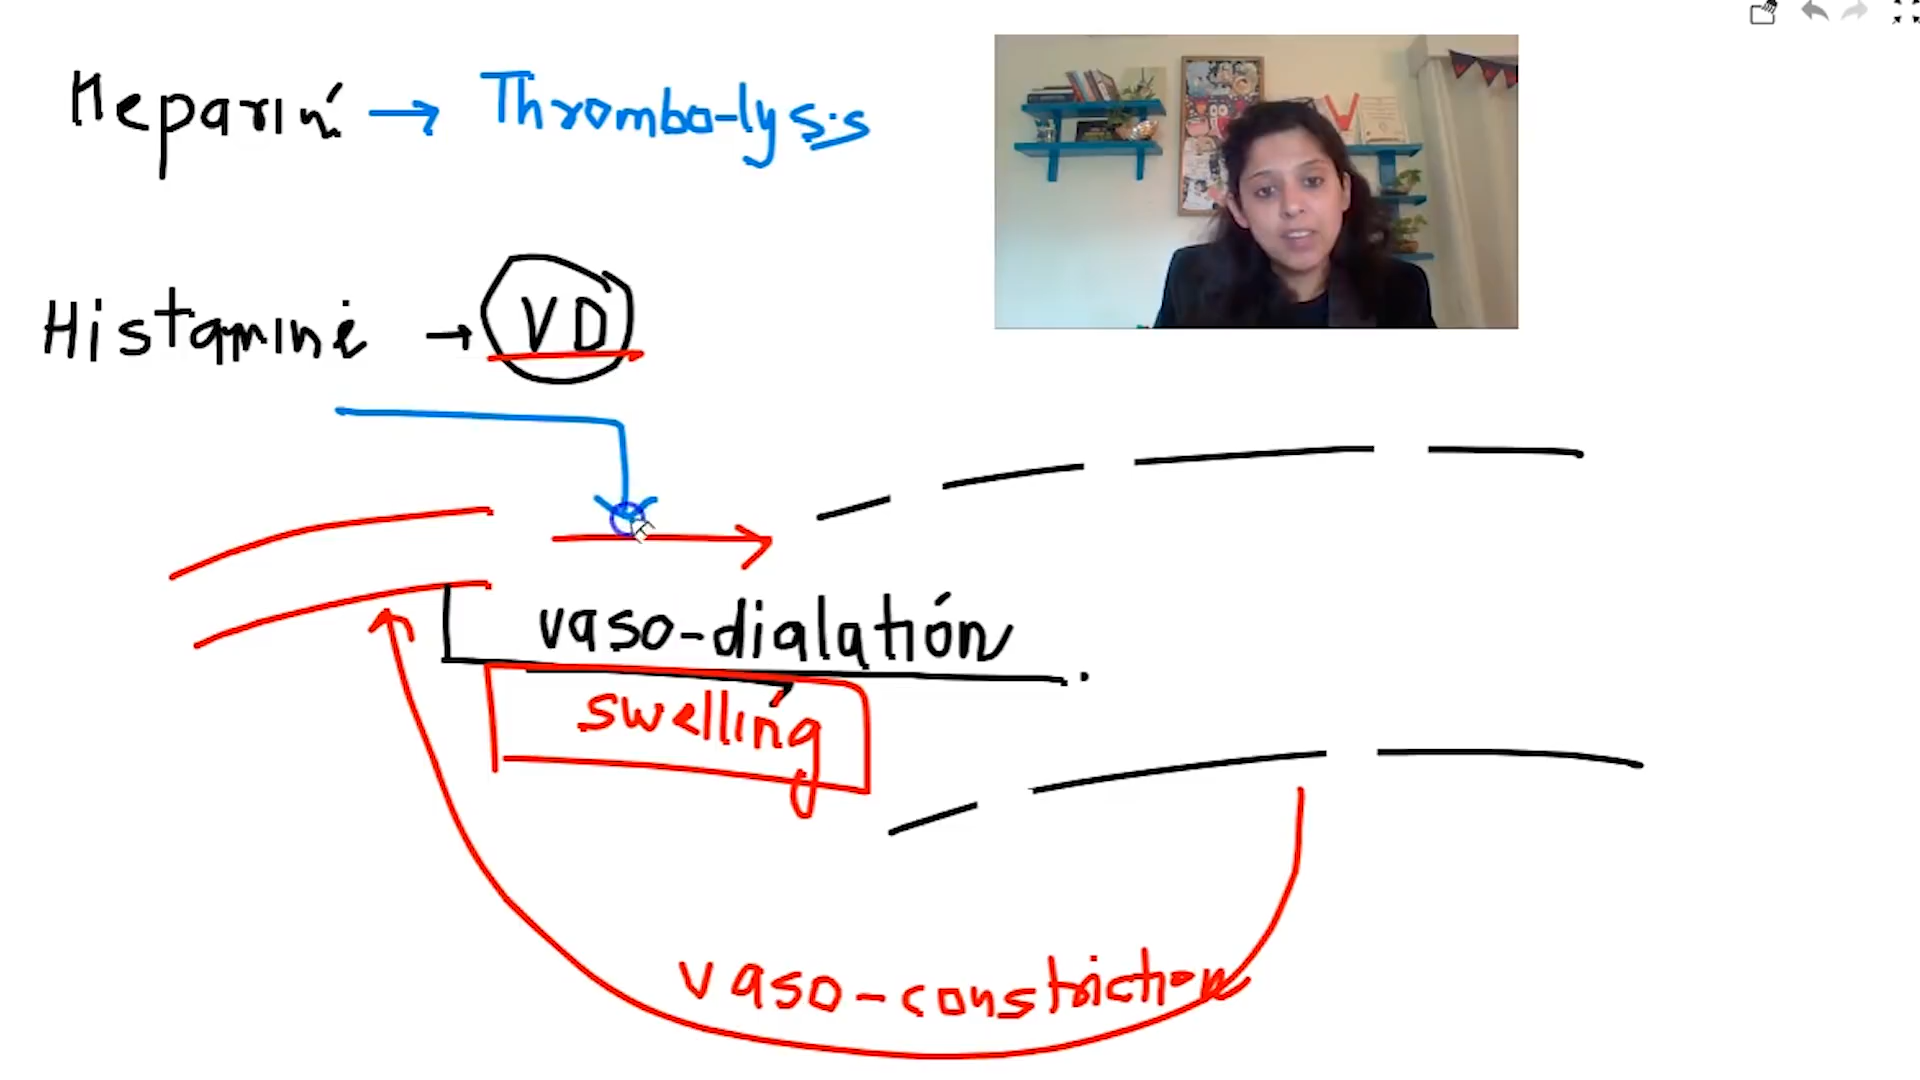 Heparin → Thrombo-lysis
Histamine → VD
vaso-dialation
swelling
vaso-constriction